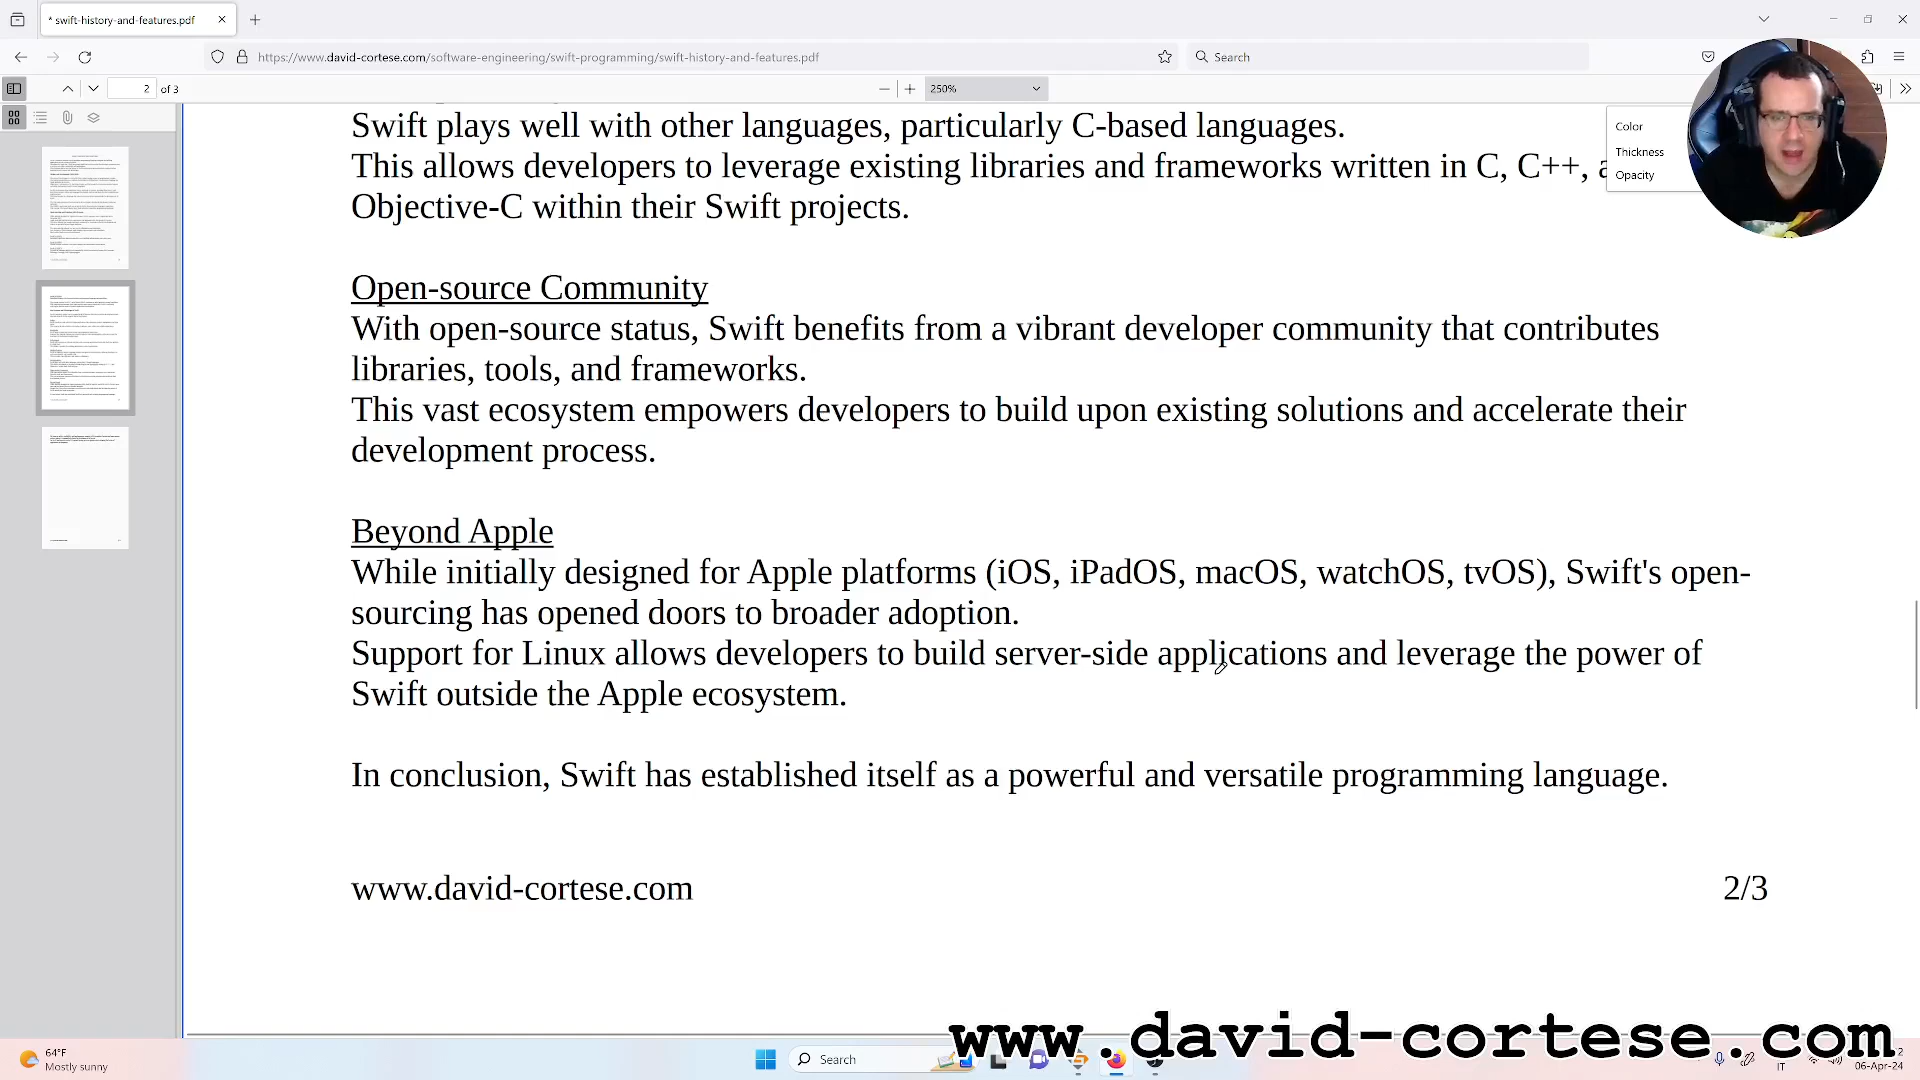 * swift-history-and-features.pdf
https://www.david-cortese.com/software-engineering/swift-programming/swift-history-and-features.pdf
Search
2 of 3
250%
Color
Thickness
Opacity
Swift plays well with other languages, particularly C-based languages.
This allows developers to leverage existing libraries and frameworks written in C, C++,
Objective-C within their Swift projects.
Open-source Community
With open-source status, Swift benefits from a vibrant developer community that contributes
libraries, tools, and frameworks.
This vast ecosystem empowers developers to build upon existing solutions and accelerate their
development process.
Beyond Apple
While initially designed for Apple platforms (iOS, iPadOS, macOS, watchOS, tvOS), Swift's open-
sourcing has opened doors to broader adoption.
Support for Linux allows developers to build server-side applications and leverage the power of
Swift outside the Apple ecosystem.
In conclusion, Swift has established itself as a powerful and versatile programming language.
www.david-cortese.com 2/3
www.david-cortese.com
64°F
Mostly sunny
Search
IT
06-Apr-24